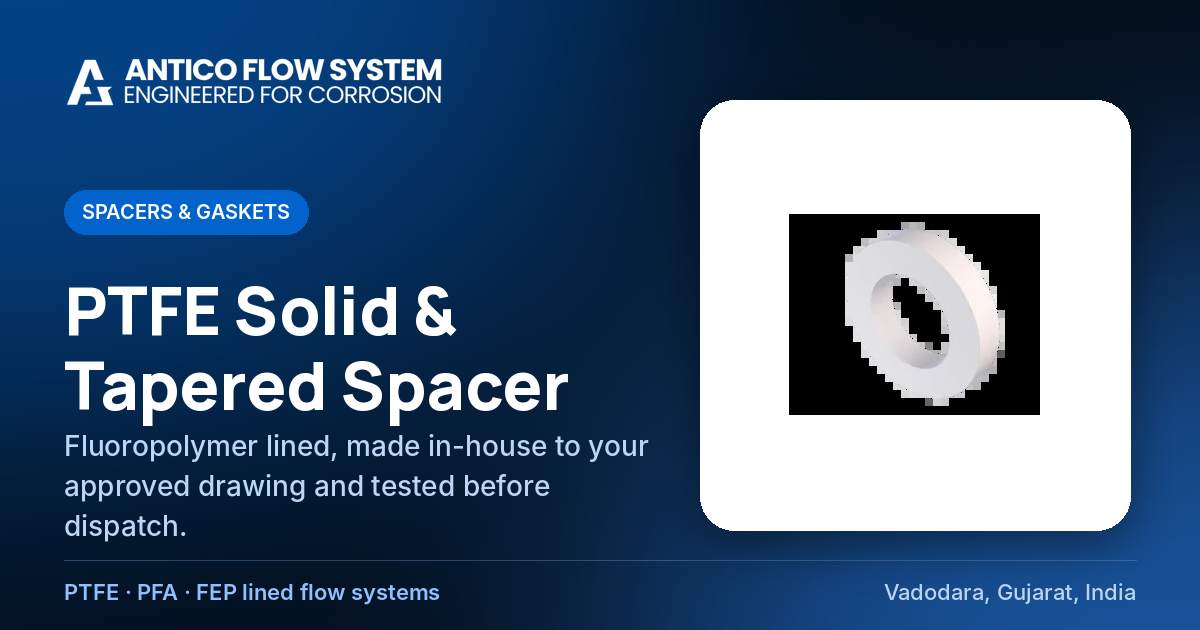 ANTICO FLOW SYSTEM
ENGINEERED FOR CORROSION
SPACERS & GASKETS
PTFE Solid &
Tapered Spacer
Fluoropolymer lined, made in-house to your
approved drawing and tested before
dispatch.
PTFE · PFA · FEP lined flow systems
Vadodara, Gujarat, India